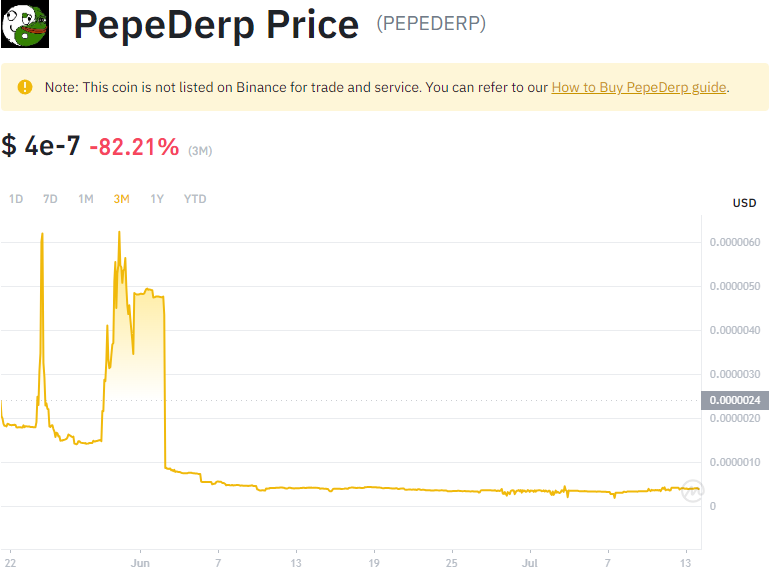 PepeDerp Price (PEPEDERP)
Note: This coin is not listed on Binance for trade and service. You can refer to our How to Buy PepeDerp guide.
$ 4e-7 -82.21% (3M)
1D 7D 1M 3M 1Y YTD
USD
0.0000060
0.0000050
0.0000040
0.0000030
0.0000024
0.0000020
0.0000010
0
22 Jun 7 13 19 25 Jul 7 13